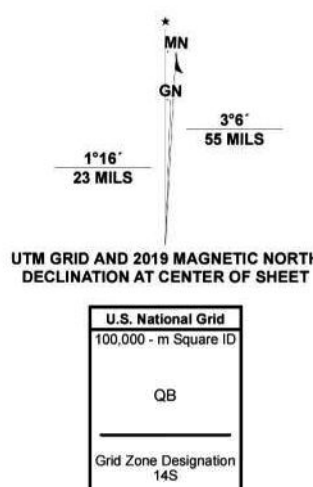 ★
MN
GN
3°6´
55 MILS
1°16´
23 MILS
UTM GRID AND 2019 MAGNETIC NORTH
DECLINATION AT CENTER OF SHEET
U.S. National Grid
100,000 - m Square ID
QB
Grid Zone Designation
14S